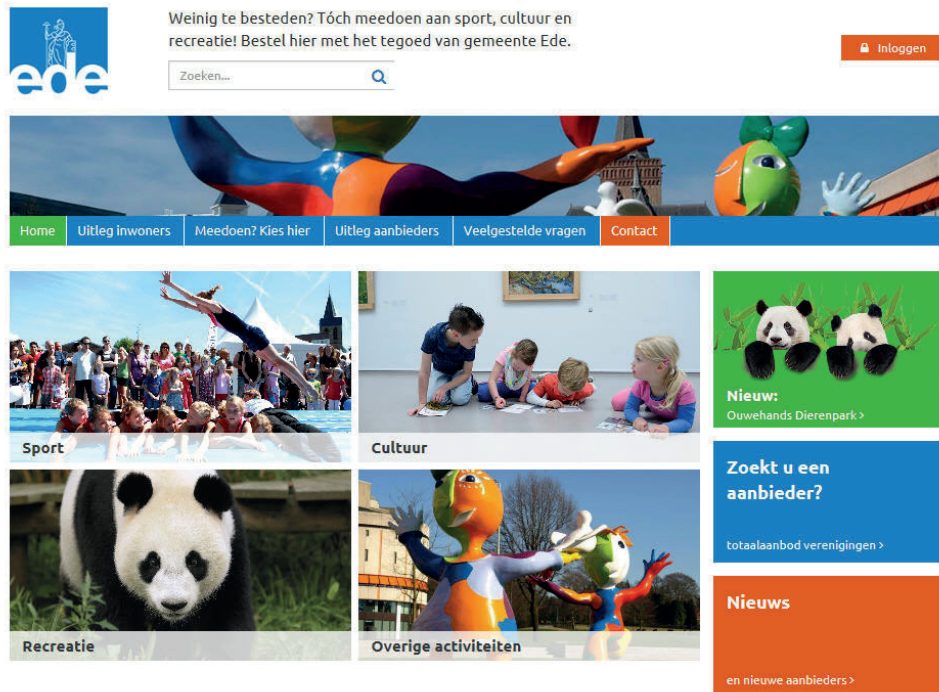 ede
Weinig te besteden? Tóch meedoen aan sport, cultuur en
recreatie! Bestel hier met het tegoed van gemeente Ede.
Zoeken...
Inloggen
Home
Uitleg inwoners
Meedoen? Kies hier
Uitleg aanbieders
Veelgestelde vragen
Contact
Sport
Cultuur
Nieuw:
Ouwehands Dierenpark >
Zoekt u een
aanbieder?
totaalaanbod verenigingen >
Recreatie
Overige activiteiten
Nieuws
en nieuwe aanbieders >